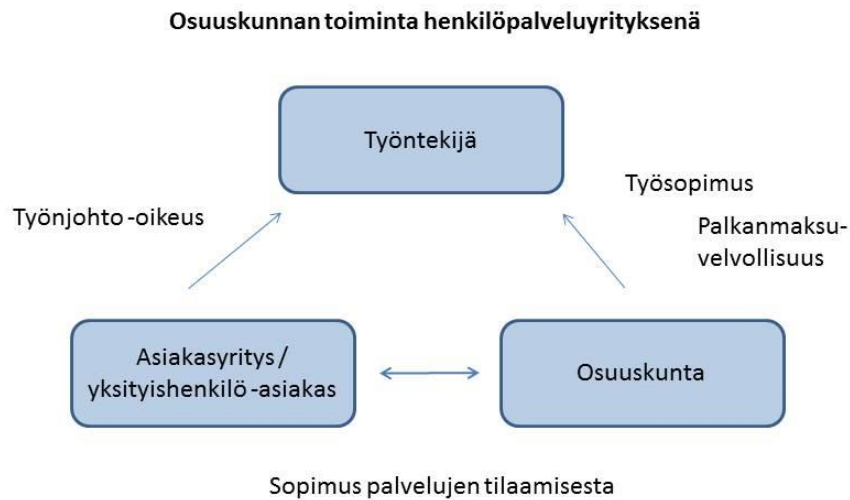 Osuuskunnan toiminta henkilöpalveluyrityksenä
Työntekijä
Työsopimus
Työnjohto -oikeus
Palkanmaksu-
velvollisuus
Asiakasyritys /
yksityishenkilö -asiakas
Osuuskunta
Sopimus palvelujen tilaamisesta